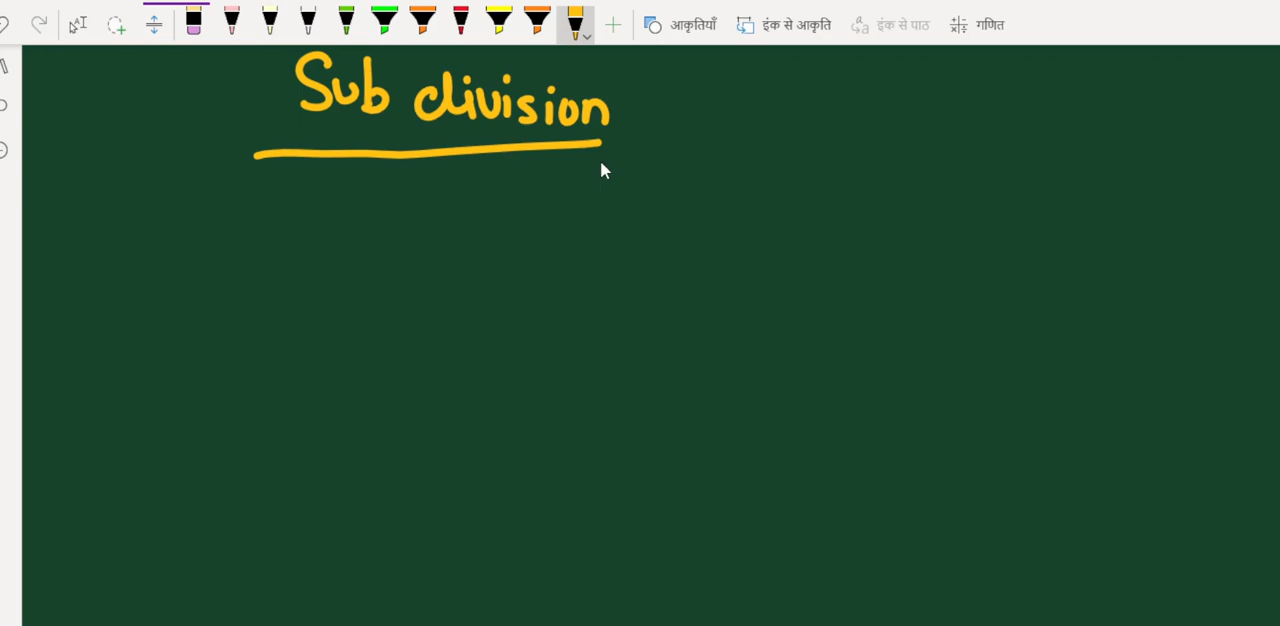 आकृतियाँ इंक से आकृति इंक से पाठ गणित
Sub division